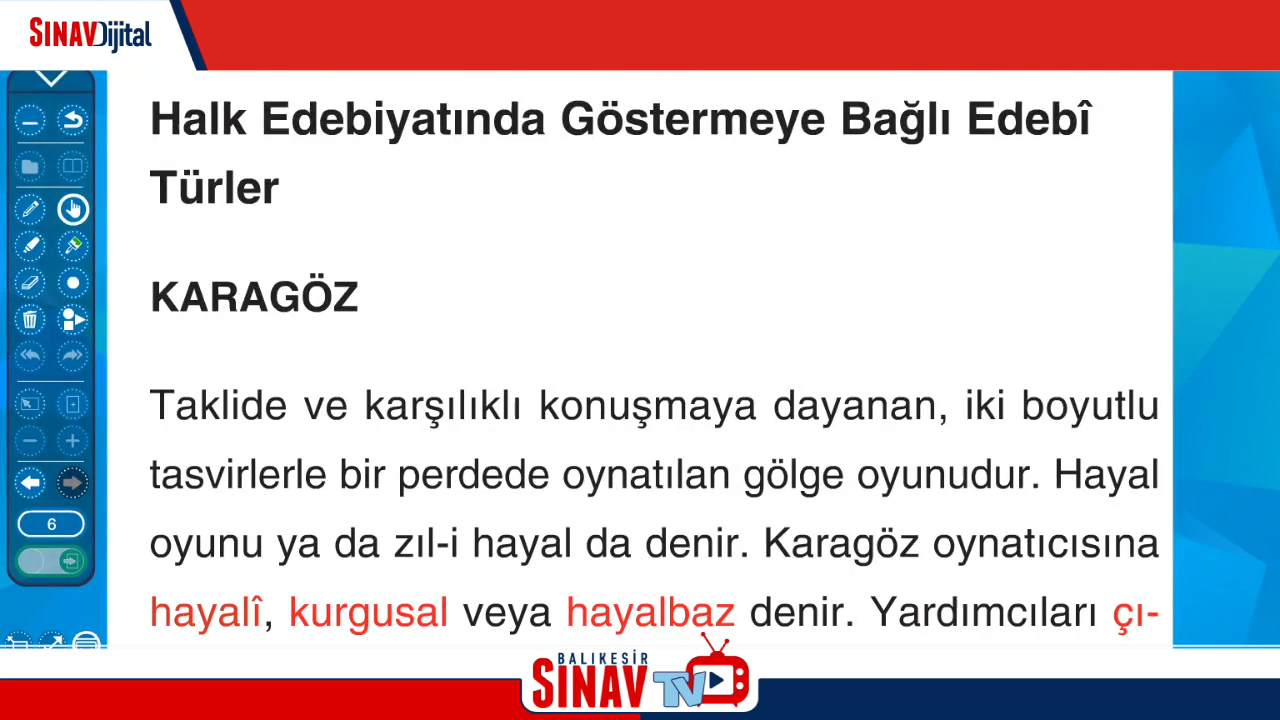 SINAVDijital
Halk Edebiyatında Göstermeye Bağlı Edebî
Türler
KARAGÖZ
Taklide ve karşılıklı konuşmaya dayanan, iki boyutlu
tasvirlerle bir perdede oynatılan gölge oyunudur. Hayal
oyunu ya da zıl-i hayal da denir. Karagöz oynatıcısına
hayalî, kurgusal veya hayalbaz denir. Yardımcıları çı-
6
BALIKESİR
SINAV TV